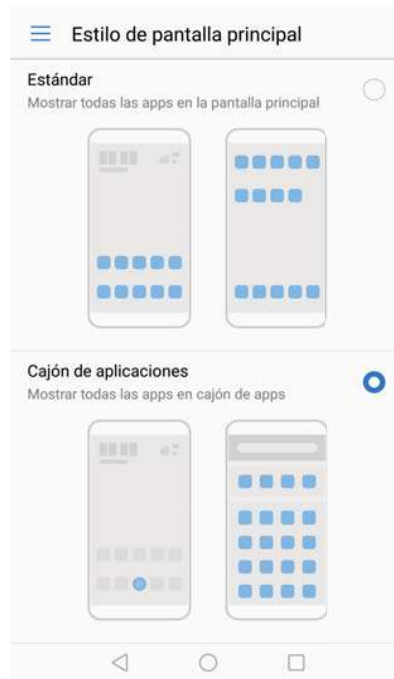 Estilo de pantalla principal
Estándar
Mostrar todas las apps en la pantalla principal
Cajón de aplicaciones
Mostrar todas las apps en cajón de apps